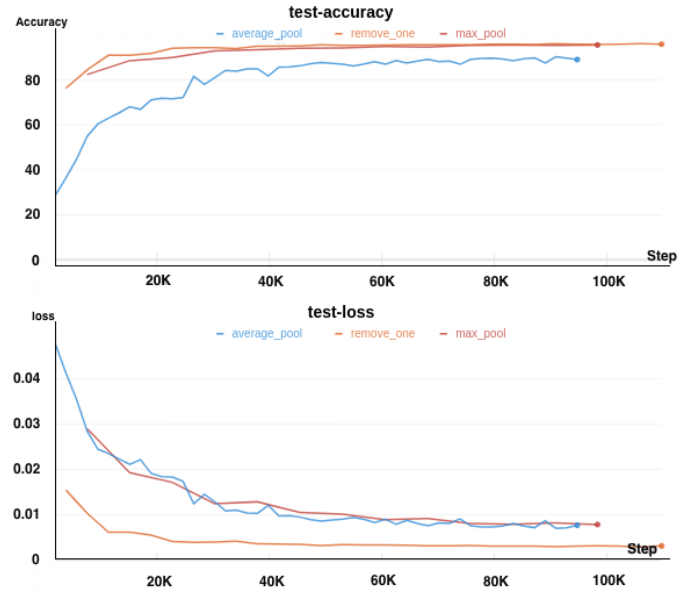 test-accuracy
Accuracy
average_pool remove_one max_pool
80
60
40
20
0
Step
20K 40K 60K 80K 100K
test-loss
loss
average_pool remove_one max_pool
0.04
0.03
0.02
0.01
0
Step
20K 40K 60K 80K 100K